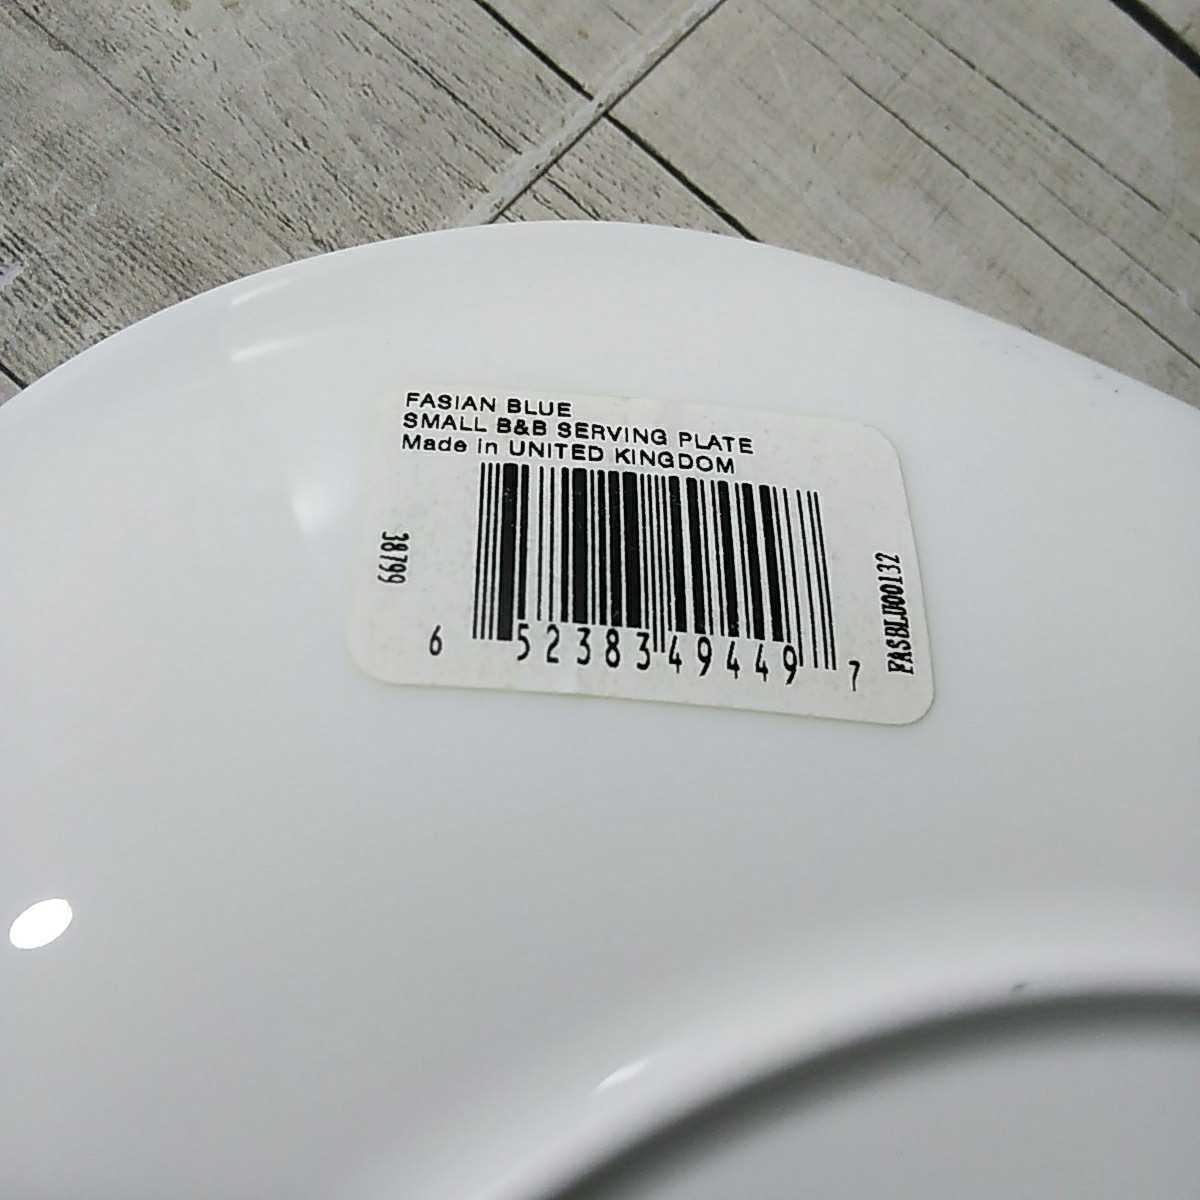 FASIAN BLUE
SMALL B&B SERVING PLATE
Made in UNITED KINGDOM
38799
6 52383 49449 7
FASBLU00132